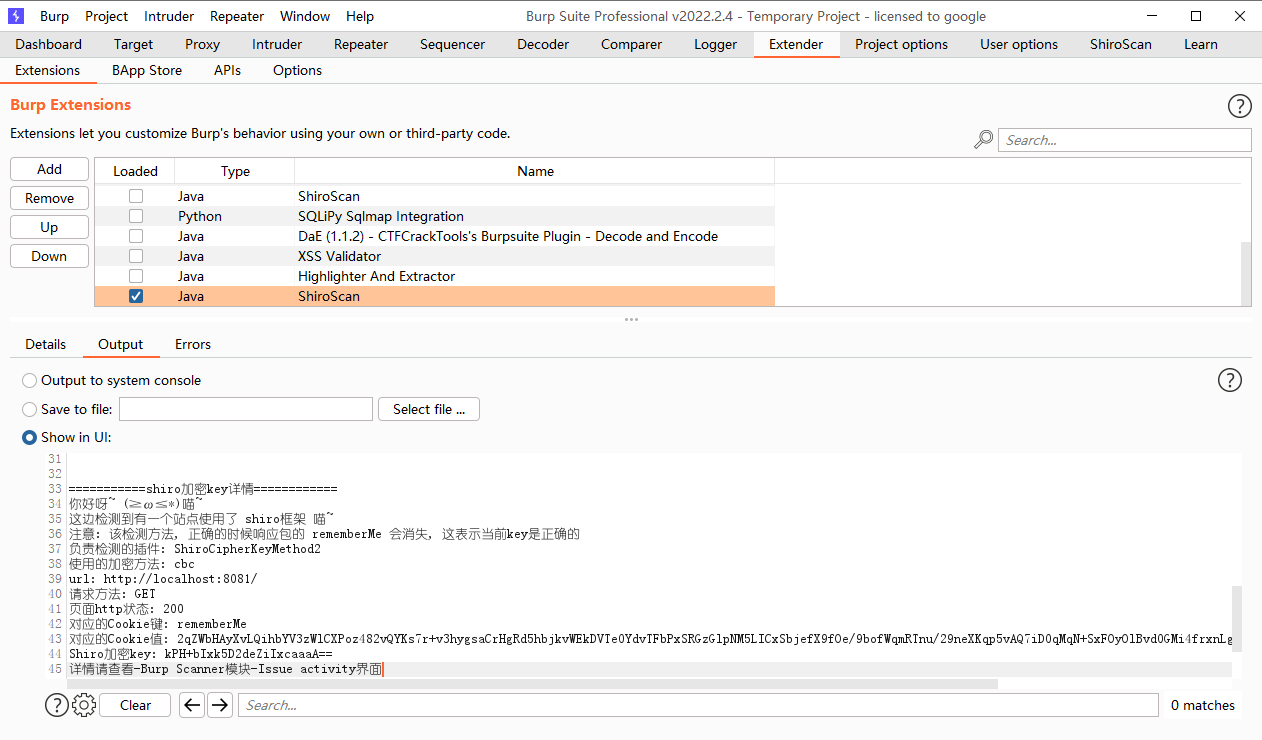 Burp Project Intruder Repeater Window Help Burp Suite Professional v2022.2.4 - Temporary Project - licensed to google
Dashboard Target Proxy Intruder Repeater Sequencer Decoder Comparer Logger Extender Project options User options ShiroScan Learn
Extensions BApp Store APIs Options
Burp Extensions
Extensions let you customize Burp's behavior using your own or third-party code.
Search...
Add
Remove
Up
Down
Loaded Type Name
Java ShiroScan
Python SQLiPy Sqlmap Integration
Java DaE (1.1.2) - CTFCrackTools's Burpsuite Plugin - Decode and Encode
Java XSS Validator
Java Highlighter And Extractor
Java ShiroScan
Details Output Errors
Output to system console
Save to file: Select file ...
Show in UI:
31
32
33 ===========shiro加密key详情============
34 你好呀~ (≥ω≤*)喵~
35 这边检测到有一个站点使用了 shiro框架 喵~
36 注意: 该检测方法, 正确的时候响应包的 rememberMe 会消失, 这表示当前key是正确的
37 负责检测的插件: ShiroCipherKeyMethod2
38 使用的加密方法: cbc
39 url: http://localhost:8081/
40 请求方法: GET
41 页面http状态: 200
42 对应的Cookie键: rememberMe
43 对应的Cookie值:
44 Shiro加密key: kPH+bIxk5D2deZiIxcaaaA==
45 详情请查看-Burp Scanner模块-Issue activity界面
Clear Search... 0 matches